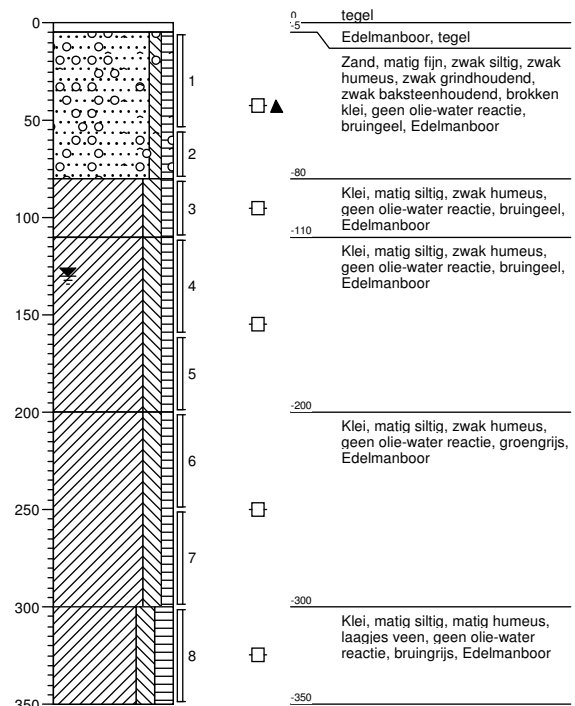 0
50
100
150
200
250
300
350
1
2
3
4
5
6
7
8
0
tegel
-5
Edelmanboor, tegel
Zand, matig fijn, zwak siltig, zwak
humeus, zwak grindhoudend,
zwak baksteenhoudend, brokken
klei, geen olie-water reactie,
bruingeel, Edelmanboor
-80
Klei, matig siltig, zwak humeus,
geen olie-water reactie, bruingeel,
Edelmanboor
-110
Klei, matig siltig, zwak humeus,
geen olie-water reactie, bruingeel,
Edelmanboor
-200
Klei, matig siltig, zwak humeus,
geen olie-water reactie, groengrijs,
Edelmanboor
-300
Klei, matig siltig, matig humeus,
laagjes veen, geen olie-water
reactie, bruingrijs, Edelmanboor
-350